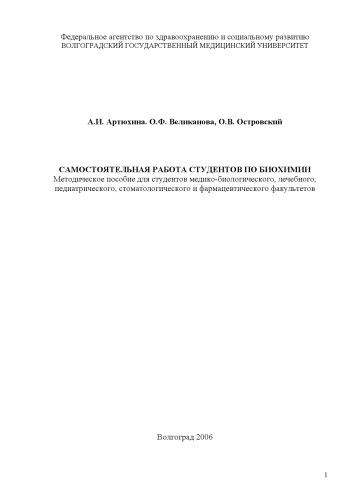 Федеральное агентство по здравоохранению и социальному развитию
ВОЛГОГРАДСКИЙ ГОСУДАРСТВЕННЫЙ МЕДИЦИНСКИЙ УНИВЕРСИТЕТ
А.И. Артюхина. О.Ф. Великанова, О.В. Островский
САМОСТОЯТЕЛЬНАЯ РАБОТА СТУДЕНТОВ ПО БИОХИМИИ
Методическое пособие для студентов медико-биологического, лечебного,
педиатрического, стоматологического и фармацевтического факультетов
Волгоград 2006
1